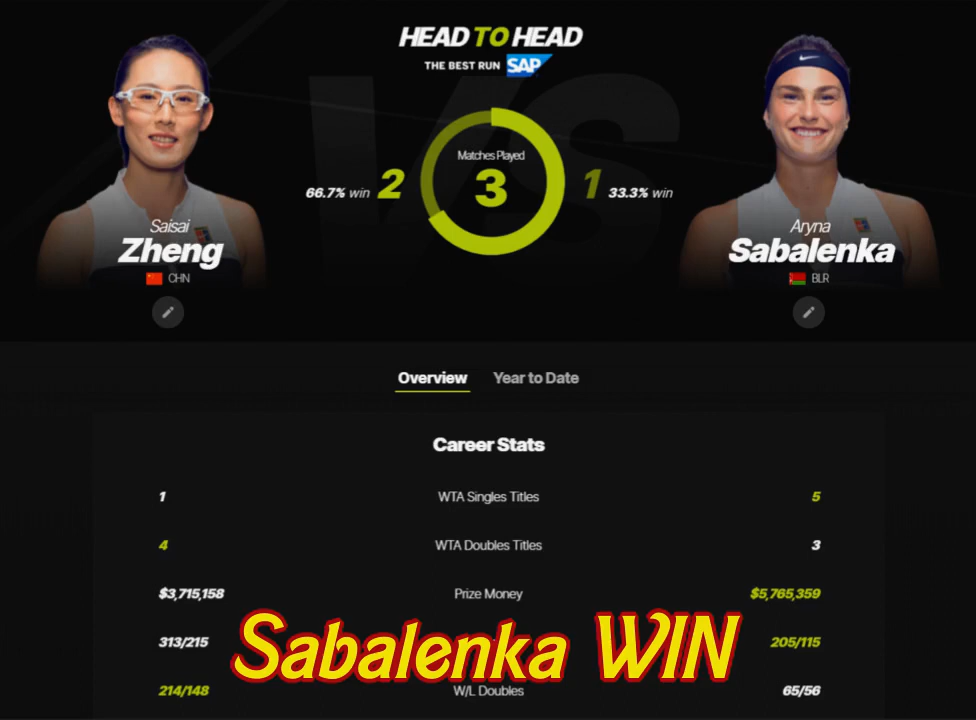 HEAD TO HEAD
THE BEST RUN SAP
Matches Played
66.7% win 2 3 1 33.3% win
Saisai
Zheng
CHN
Aryna
Sabalenka
BLR
Overview Year to Date
Career Stats
1 WTA Singles Titles 5
4 WTA Doubles Titles 3
$3,715,158 Prize Money $5,765,359
313/215 205/115
Sabalenka WIN
214/148 W/L Doubles 65/56